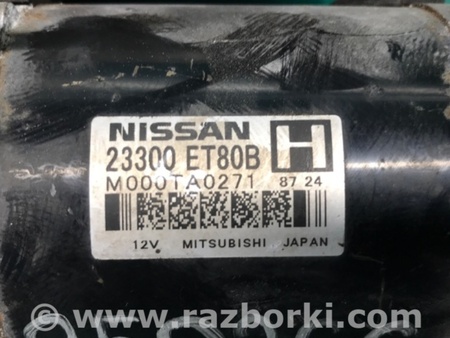 NISSAN H
23300 ET80B
M000TA0271 87 24
12V MITSUBISHI JAPAN
© www.razborki.com